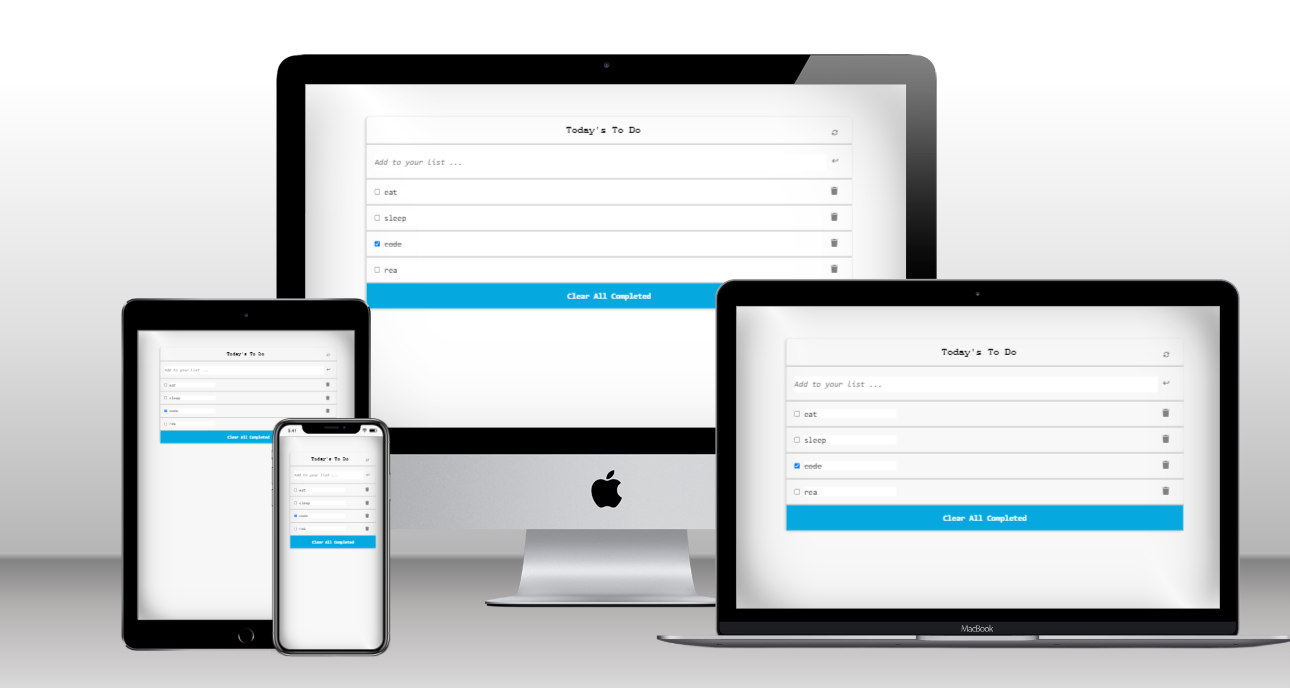 Today's To Do
Add to your list ...
eat
sleep
code
rea
Clear All Completed
Today's To Do
Add to your list ...
eat
sleep
code
rea
Clear All Completed
9:41
Today's To Do
Add to your list ...
eat
sleep
code
rea
Clear All Completed
Today's To Do
Add to your list ...
eat
sleep
code
rea
Clear All Completed
MacBook